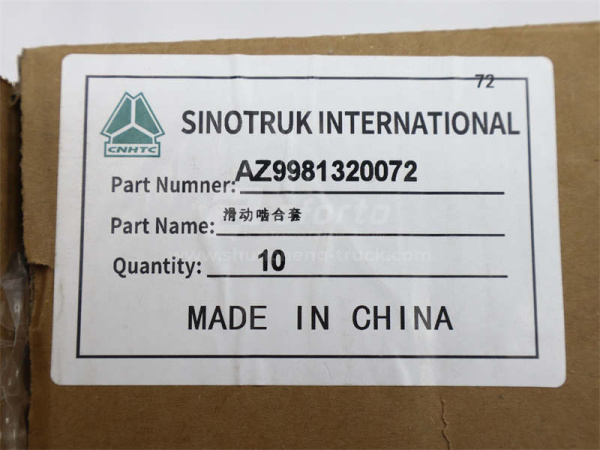 72
SINOTRUK INTERNATIONAL
CNHTC
Part Numner: AZ9981320072
Part Name: 滑动啮合套
Quantity: 10
MADE IN CHINA